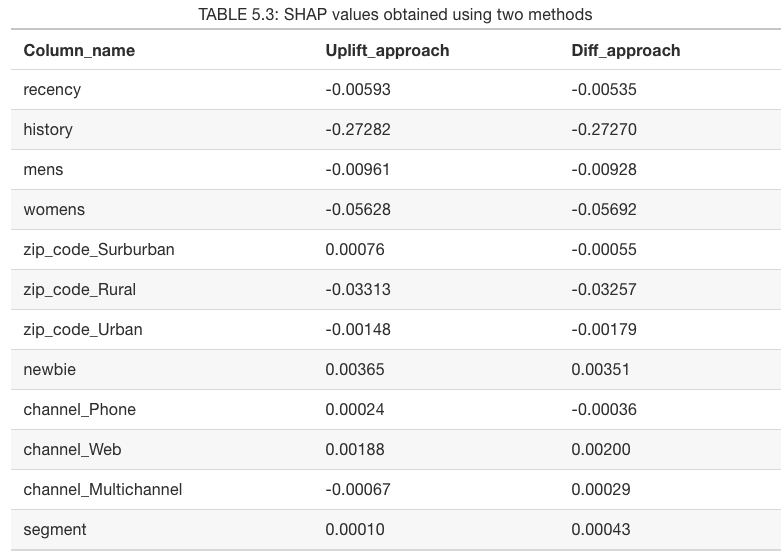 TABLE 5.3: SHAP values obtained using two methods
Column_name Uplift_approach Diff_approach
recency -0.00593 -0.00535
history -0.27282 -0.27270
mens -0.00961 -0.00928
womens -0.05628 -0.05692
zip_code_Surburban 0.00076 -0.00055
zip_code_Rural -0.03313 -0.03257
zip_code_Urban -0.00148 -0.00179
newbie 0.00365 0.00351
channel_Phone 0.00024 -0.00036
channel_Web 0.00188 0.00200
channel_Multichannel -0.00067 0.00029
segment 0.00010 0.00043